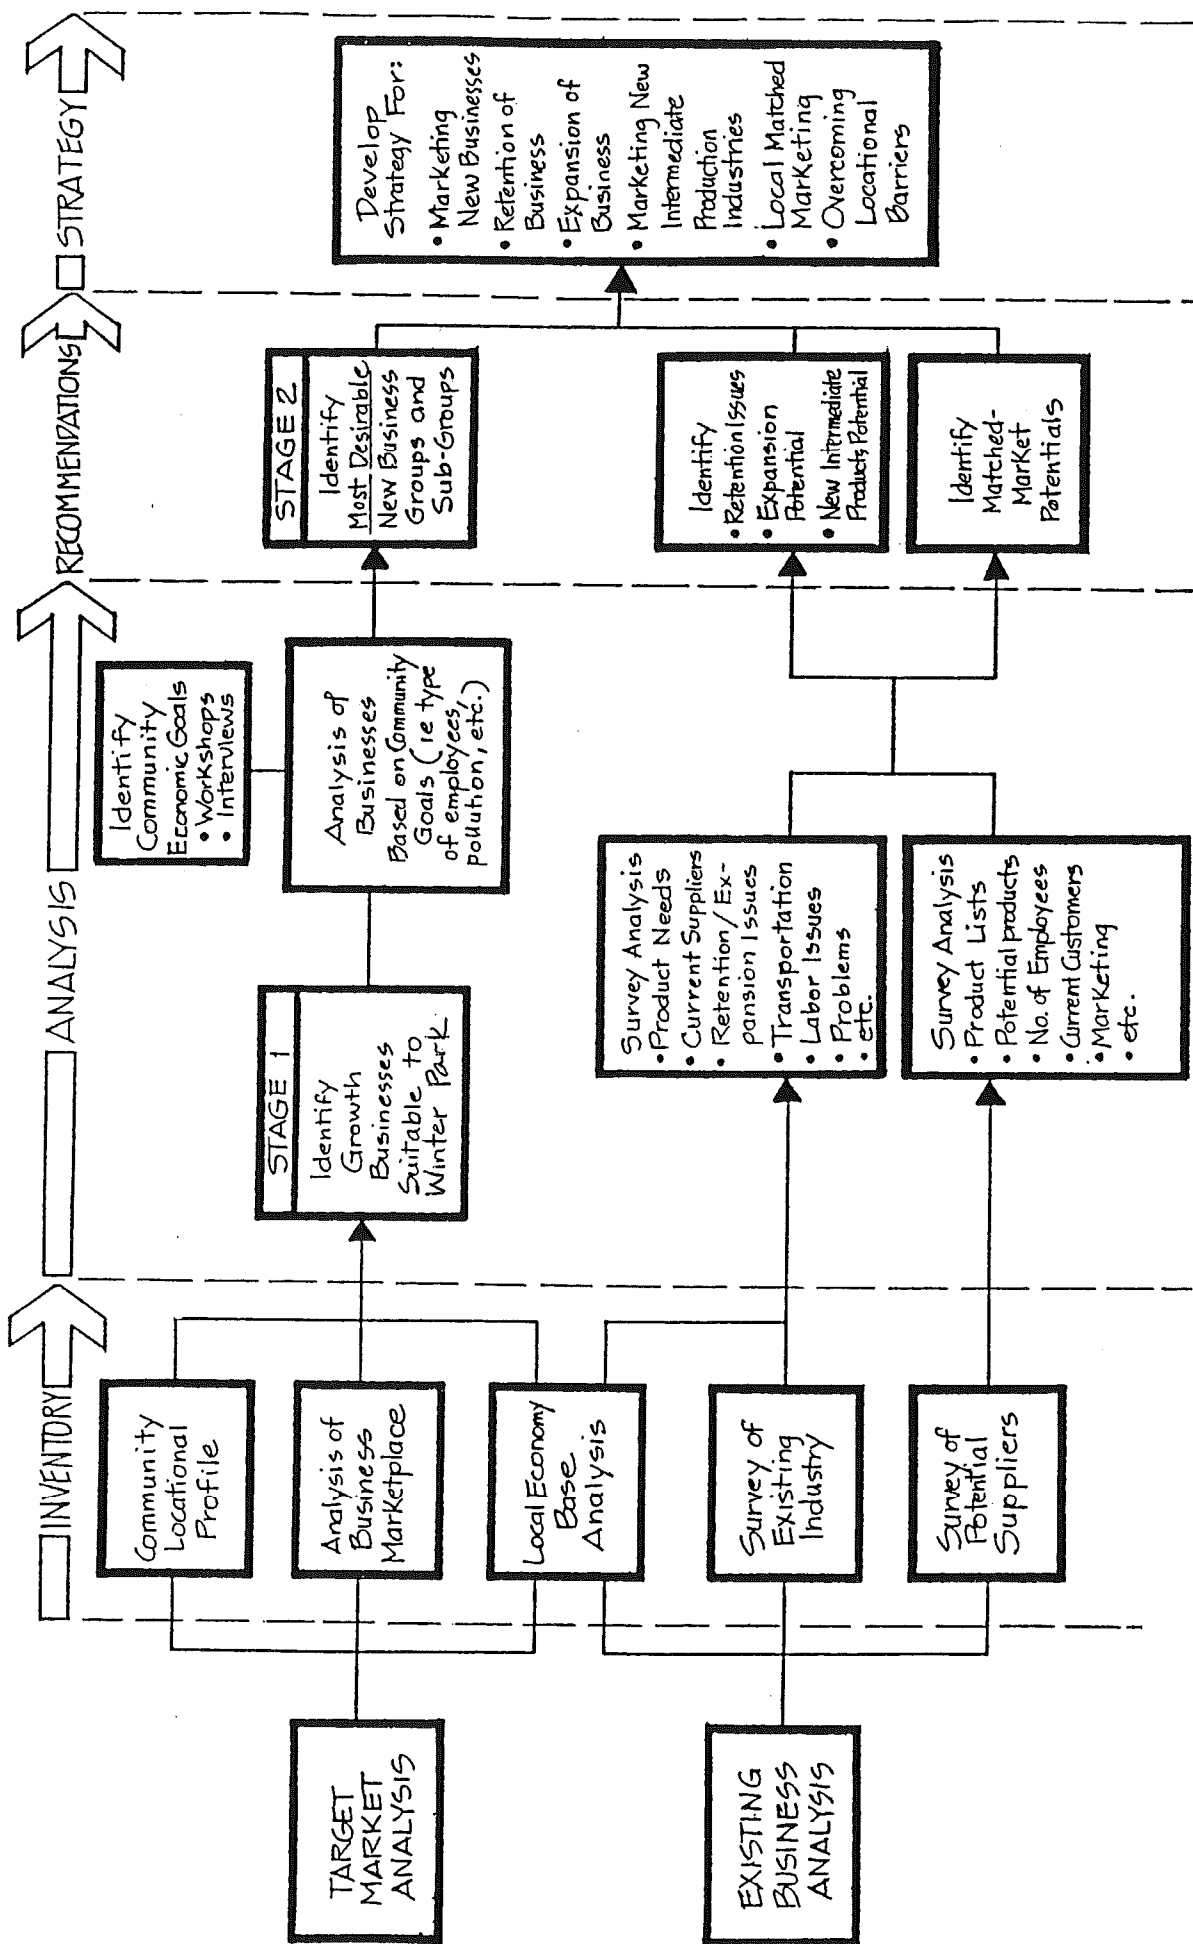 INVENTORY
ANALYSIS
RECOMMENDATIONS
STRATEGY
TARGET
MARKET
ANALYSIS
EXISTING
BUSINESS
ANALYSIS
Community
Locational
Profile
Analysis of
Business
Marketplace
Local Economy
Base
Analysis
Survey of
Existing
Industry
Survey of
Potential
Suppliers
STAGE 1
Identify
Growth
Businesses
Suitable to
Winter Park
Identify
Community
Economic Goals
• Workshops
• Interviews
Analysis of
Businesses
Based on Community
Goals (ie type
of employees,
pollution, etc.)
Survey Analysis
• Product Needs
• Current Suppliers
• Retention/Ex-
pansion Issues
• Transportation
• Labor Issues
• Problems
• etc.
Survey Analysis
• Product Lists
• Potential products
• No. of Employees
• Current Customers
• Marketing
• etc.
STAGE 2
Identify
Most Desirable
New Business
Groups and
Sub-Groups
Identify
• Retention Issues
• Expansion
Potential
• New Intermediate
Products Potential
Identify
Matched-
Market
Potentials
Develop
Strategy For:
• Marketing
New Businesses
• Retention of
Business
• Expansion of
Business
• Marketing New
Intermediate
Production
Industries
• Local Matched
Marketing
• Overcoming
Locational
Barriers